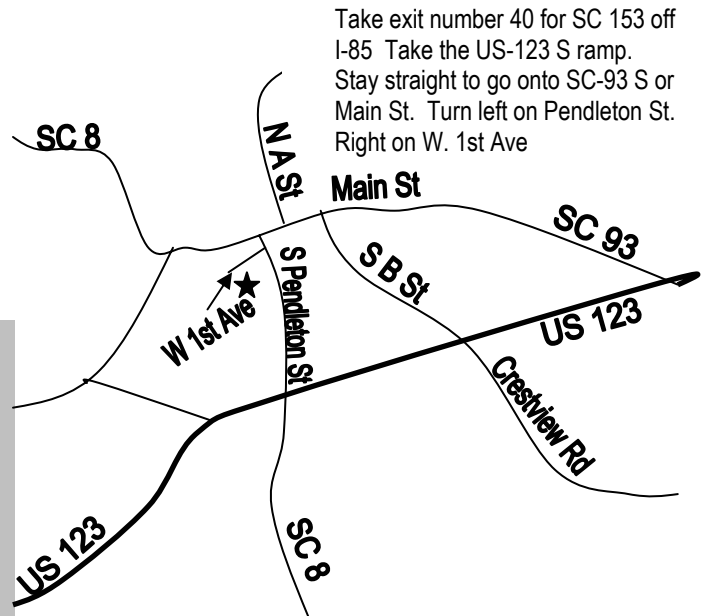 Take exit number 40 for SC 153 off
I-85  Take the US-123 S ramp.
Stay straight to go onto SC-93 S or
Main St.  Turn left on Pendleton St.
Right on W. 1st Ave
SC 8
N A St
Main St
SC 93
S B St
S Pendleton St
W 1st Ave
US 123
Crestview Rd
US 123
SC 8